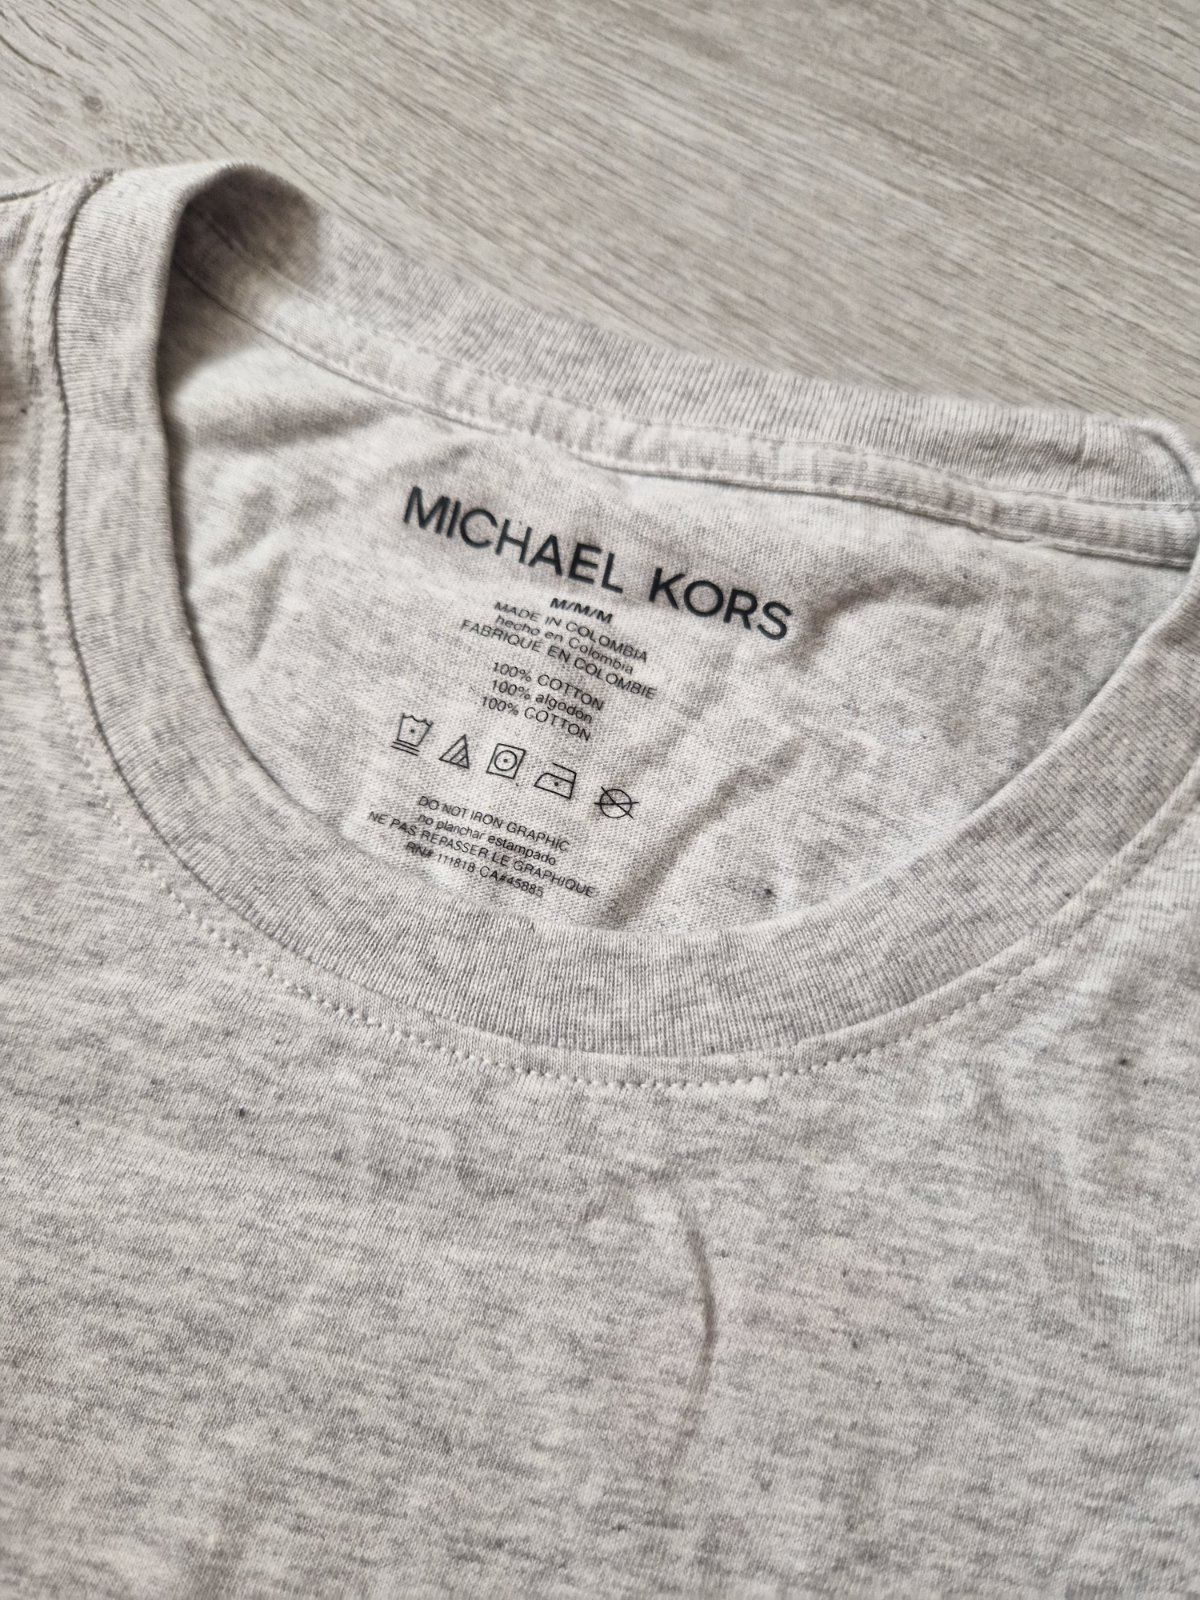 MICHAEL KORS
M/M/M
MADE IN COLOMBIA
hecho en Colombia
FABRIQUE EN COLOMBIE
100% COTTON
100% algodón
100% COTTON
DO NOT IRON GRAPHIC
no planchar estampado
NE PAS REPASSER LE GRAPHIQUE
RN# 111818 CA#45885